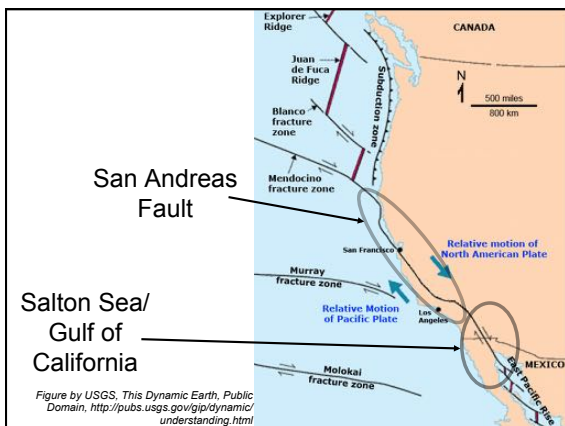 Explorer
Ridge
CANADA
Juan
de Fuca
Ridge
Subduction zone
N
500 miles
800 km
Blanco
fracture
zone
Mendocino
fracture zone
San Andreas
Fault
San Francisco
Relative motion of
North American Plate
Murray
fracture zone
Relative Motion
of Pacific Plate
Los
Angeles
Salton Sea/
Gulf of
California
MEXICO
East Pacific Rise
Molokai
fracture zone
Figure by USGS, This Dynamic Earth, Public
Domain, http://pubs.usgs.gov/gip/dynamic/
understanding.html